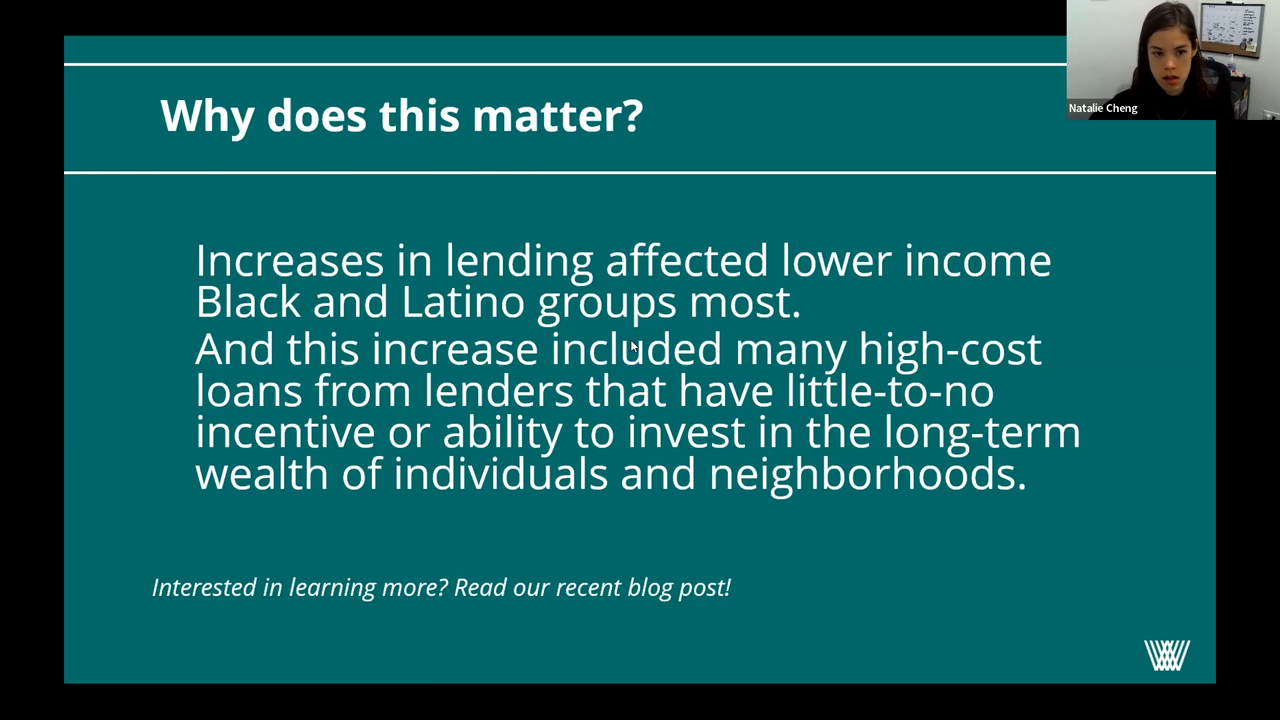 Natalie Cheng
Why does this matter?
Increases in lending affected lower income
Black and Latino groups most.
And this increase included many high-cost
loans from lenders that have little-to-no
incentive or ability to invest in the long-term
wealth of individuals and neighborhoods.
Interested in learning more? Read our recent blog post!